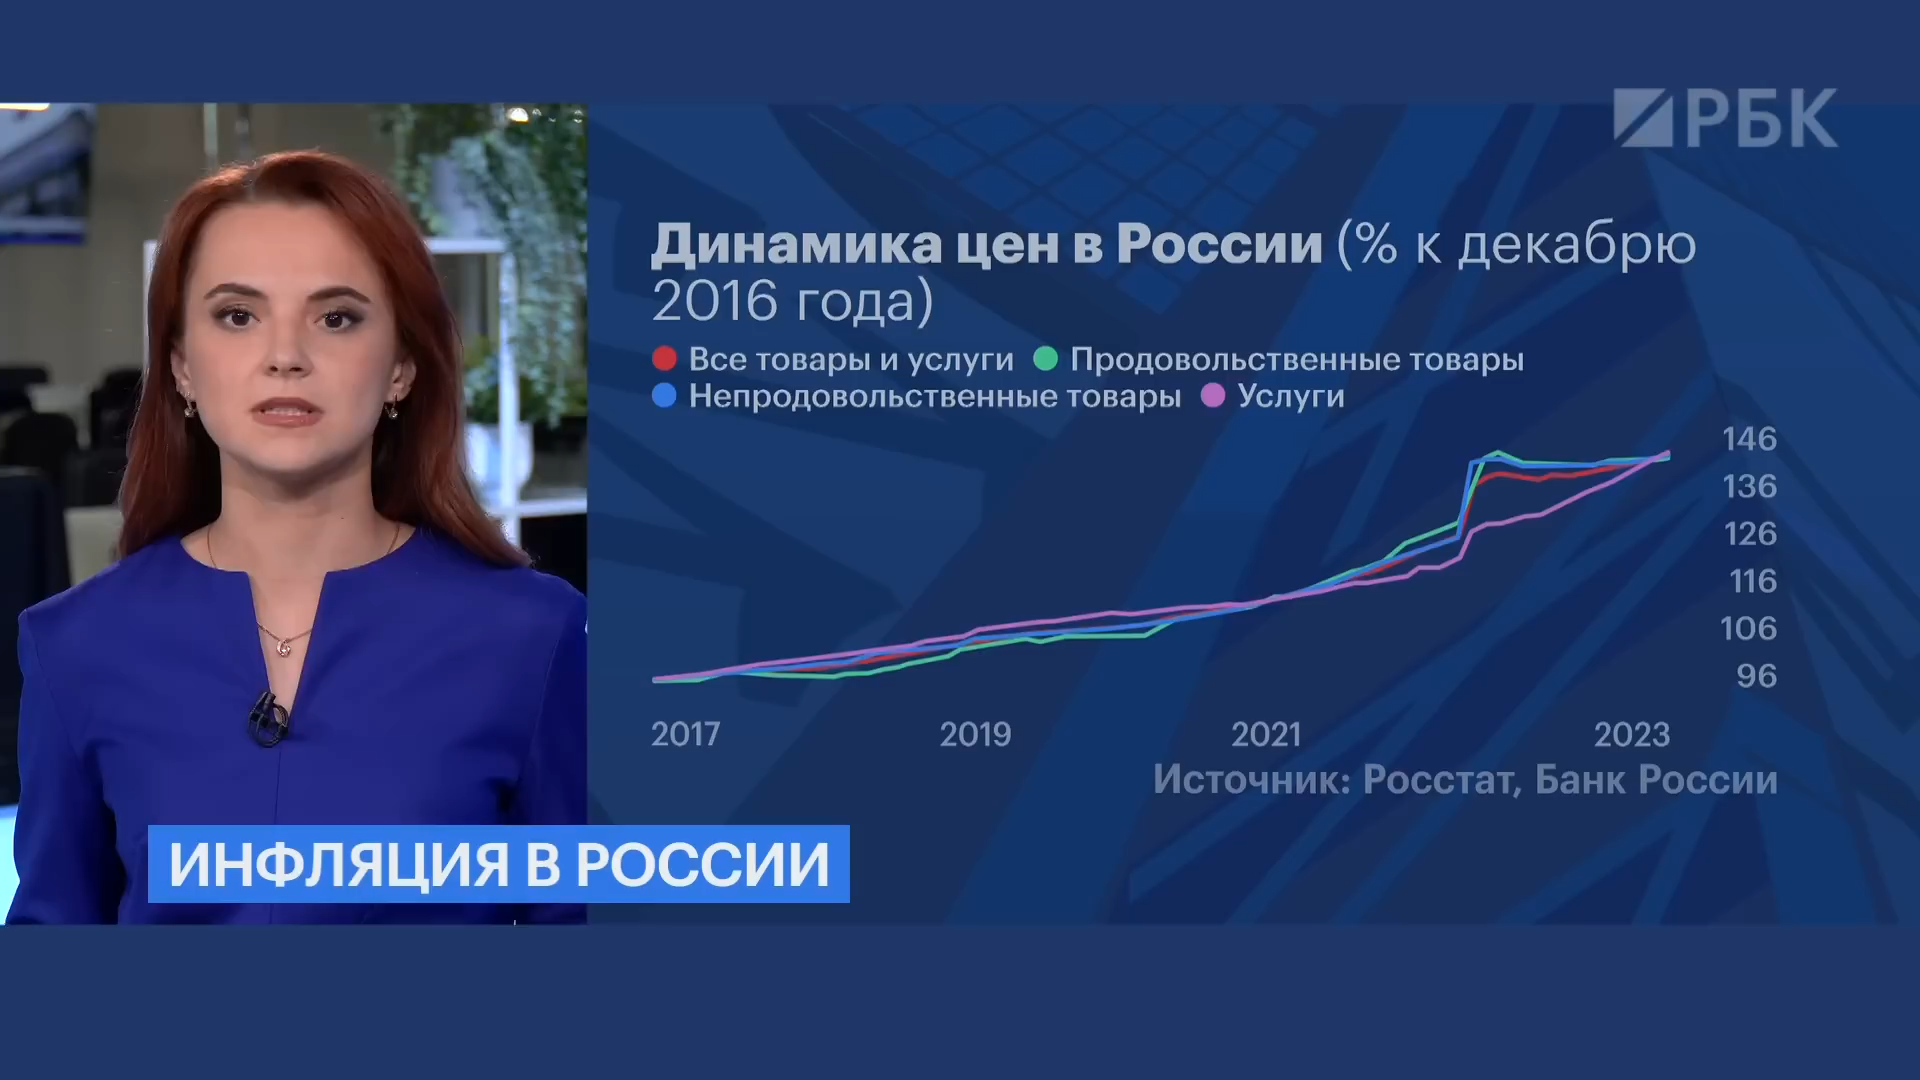 РБК
Динамика цен в России (% к декабрю
2016 года)
Все товары и услуги Продовольственные товары
Непродовольственные товары Услуги
146
136
126
116
106
96
2017 2019 2021 2023
Источник: Росстат, Банк России
ИНФЛЯЦИЯ В РОССИИ